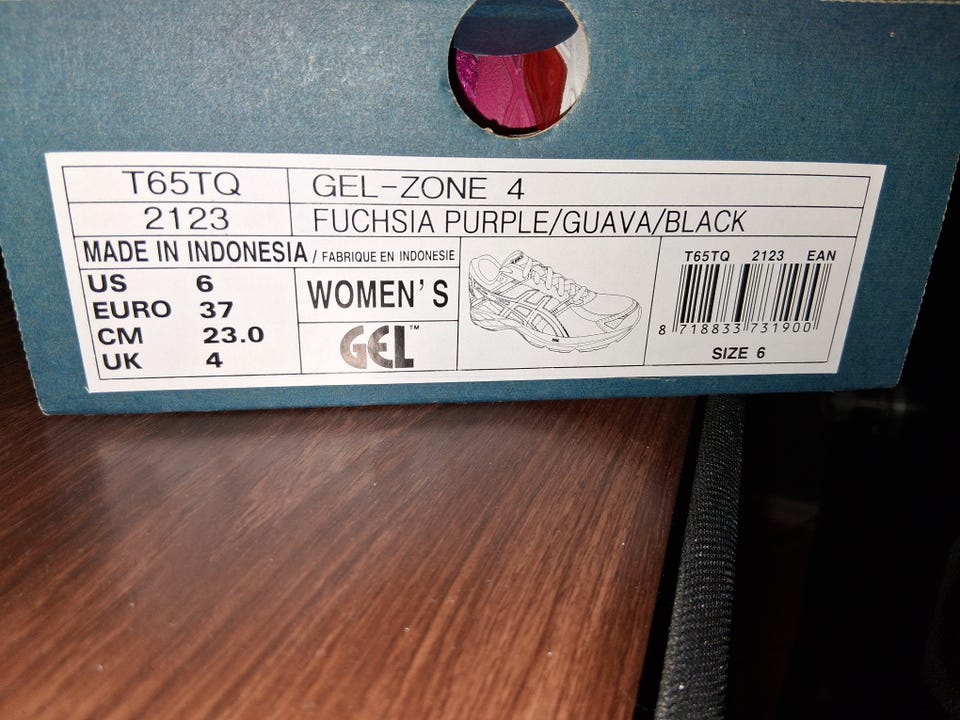 T65TQ GEL-ZONE 4
2123 FUCHSIA PURPLE/GUAVA/BLACK
MADE IN INDONESIA / FABRIQUE EN INDONESIE
US 6
EURO 37
CM 23.0
UK 4
WOMEN'S
GEL™
T65TQ 2123 EAN
8 718833 731900
SIZE 6